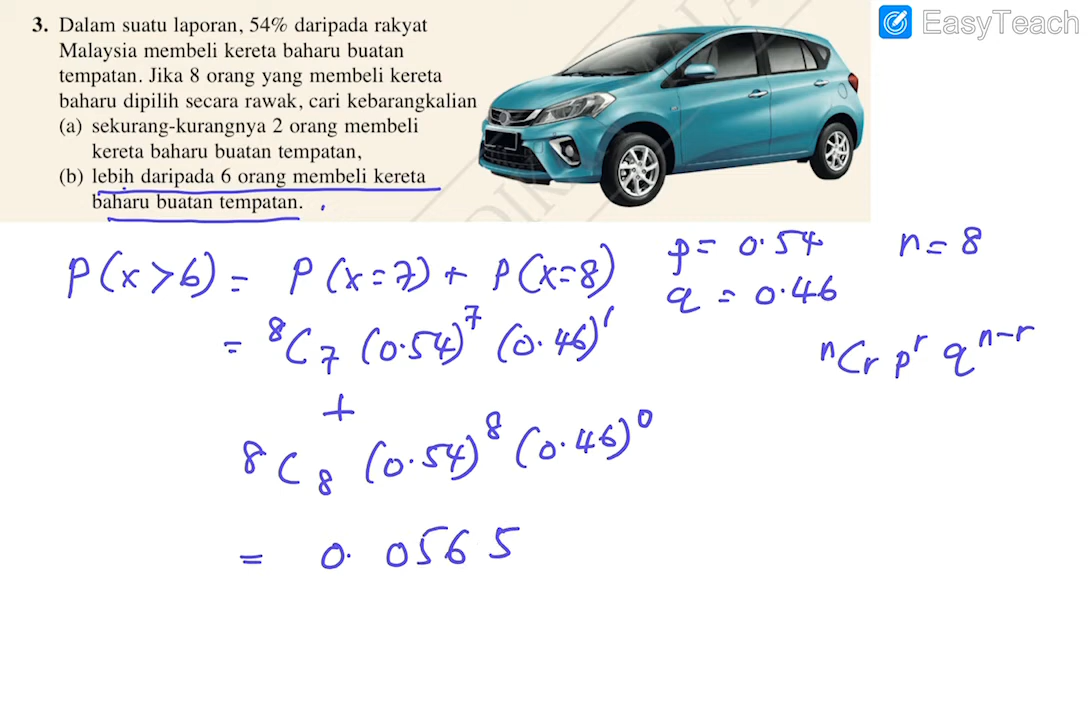 3. Dalam suatu laporan, 54% daripada rakyat
Malaysia membeli kereta baharu buatan
tempatan. Jika 8 orang yang membeli kereta
baharu dipilih secara rawak, cari kebarangkalian
(a) sekurang-kurangnya 2 orang membeli
kereta baharu buatan tempatan,
(b) lebih daripada 6 orang membeli kereta
baharu buatan tempatan.
EasyTeach
P(x>6) = P(x=7) + P(x=8)
p = 0.54
n = 8
q = 0.46
= ⁸C₇ (0.54)⁷ (0.46)¹
ⁿCr pʳ qⁿ⁻ʳ
+
⁸C₈ (0.54)⁸ (0.46)⁰
= 0.0565